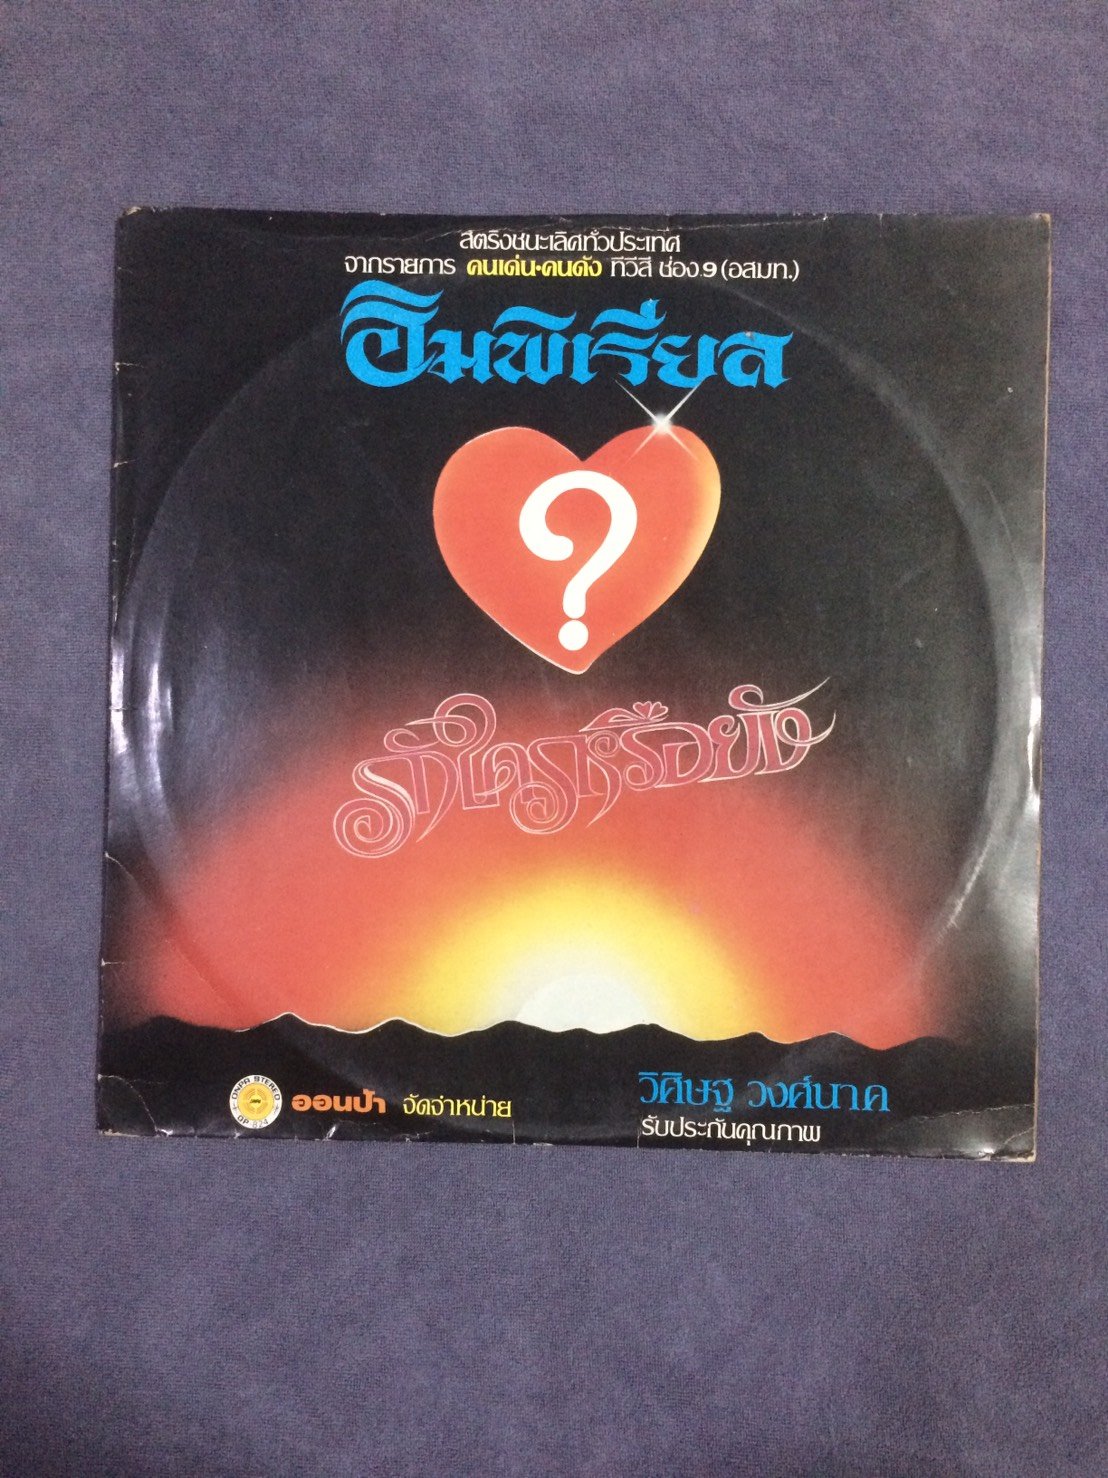 สตริงชนะเลิศทั่วประเทศ
จากรายการ คนเด่น•คนดัง ทีวีสี ช่อง.9 (อสมท.)
อิมพิเรียล
?
รักใครหรือยัง
ONPA STEREO
OP. 824
ออนป้า จัดจำหน่าย
วิศิษฐ วงศ์นาค
รับประกันคุณภาพ